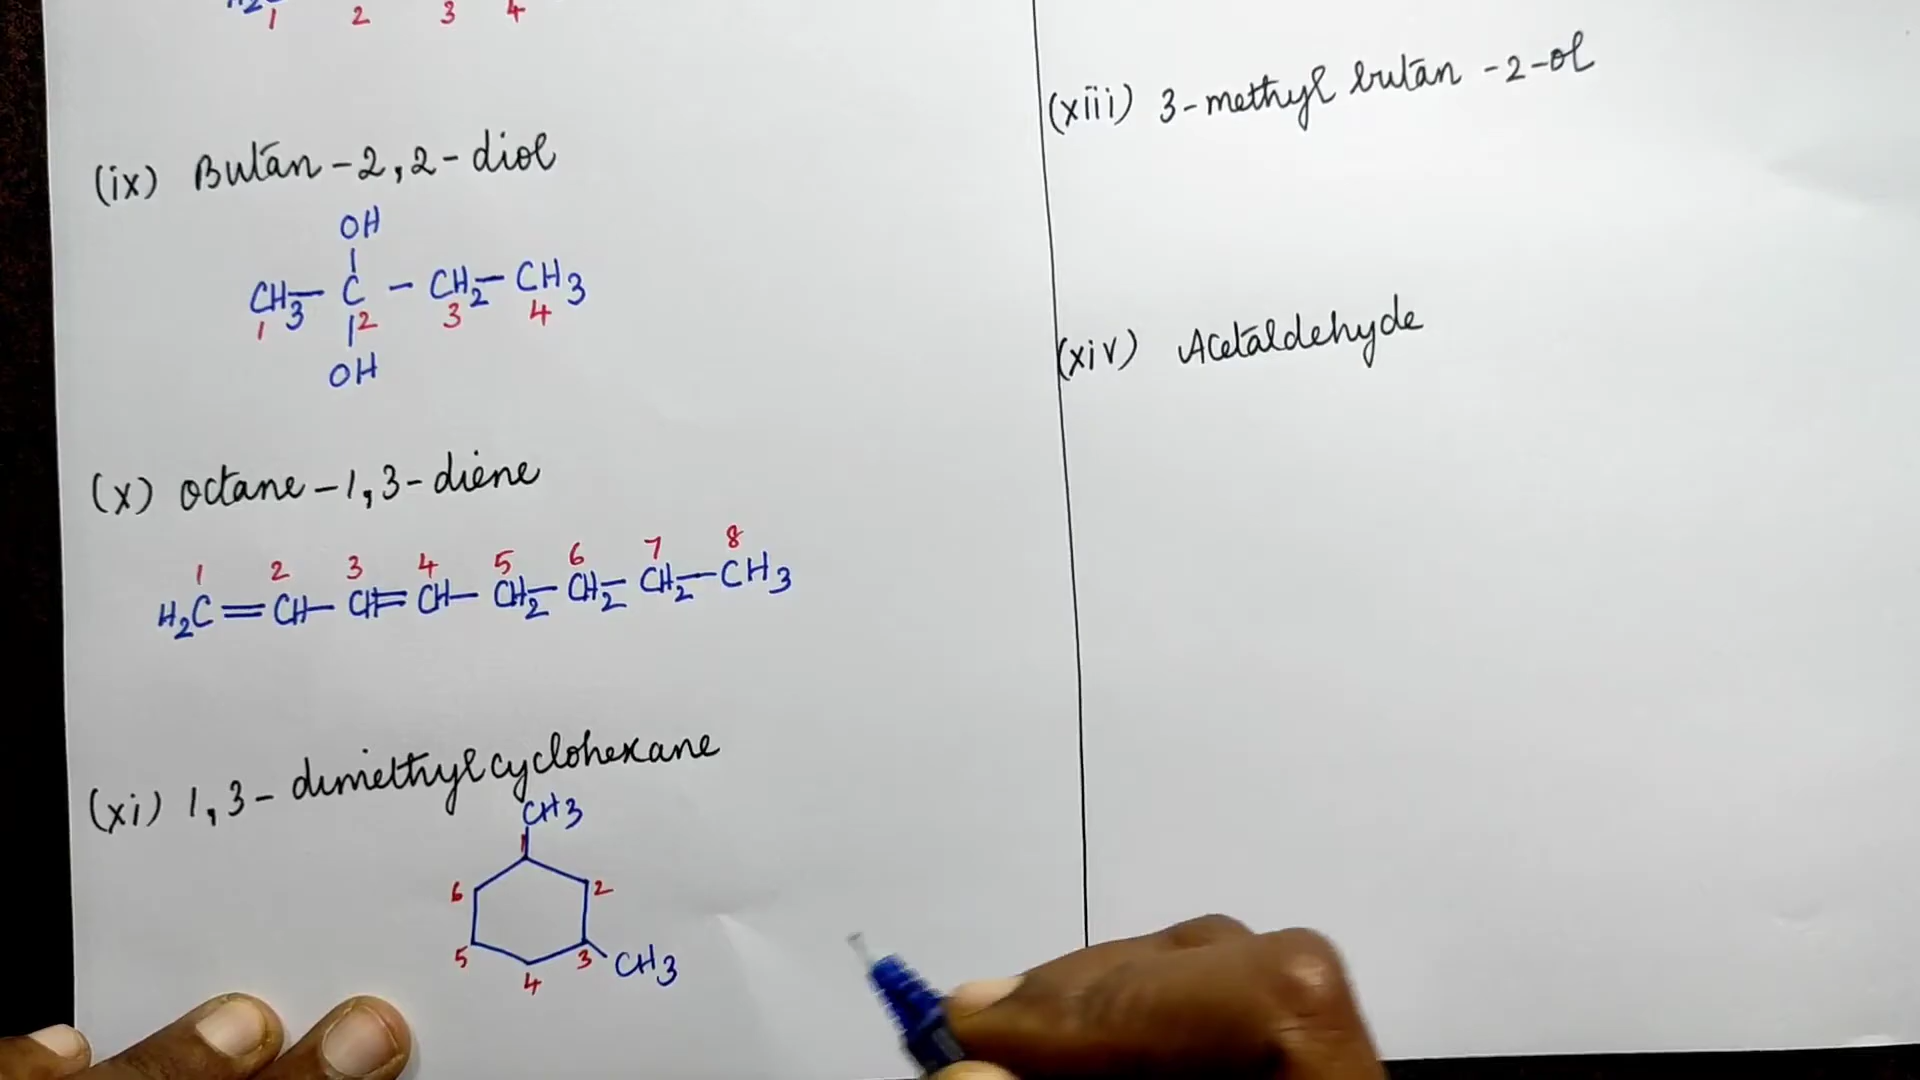 H2C
1 2 3 4
(ix) Butan-2,2-diol
OH
CH3-C-CH2-CH3
1 2 3 4
OH
(x) octane-1,3-diene
1 2 3 4 5 6 7 8
H2C=CH-CH=CH-CH2-CH2-CH2-CH3
(xi) 1,3-dimethylcyclohexane
CH3
1
6 2
5 3 CH3
4
(xiii) 3-methyl butan-2-ol
(xiv) Acetaldehyde